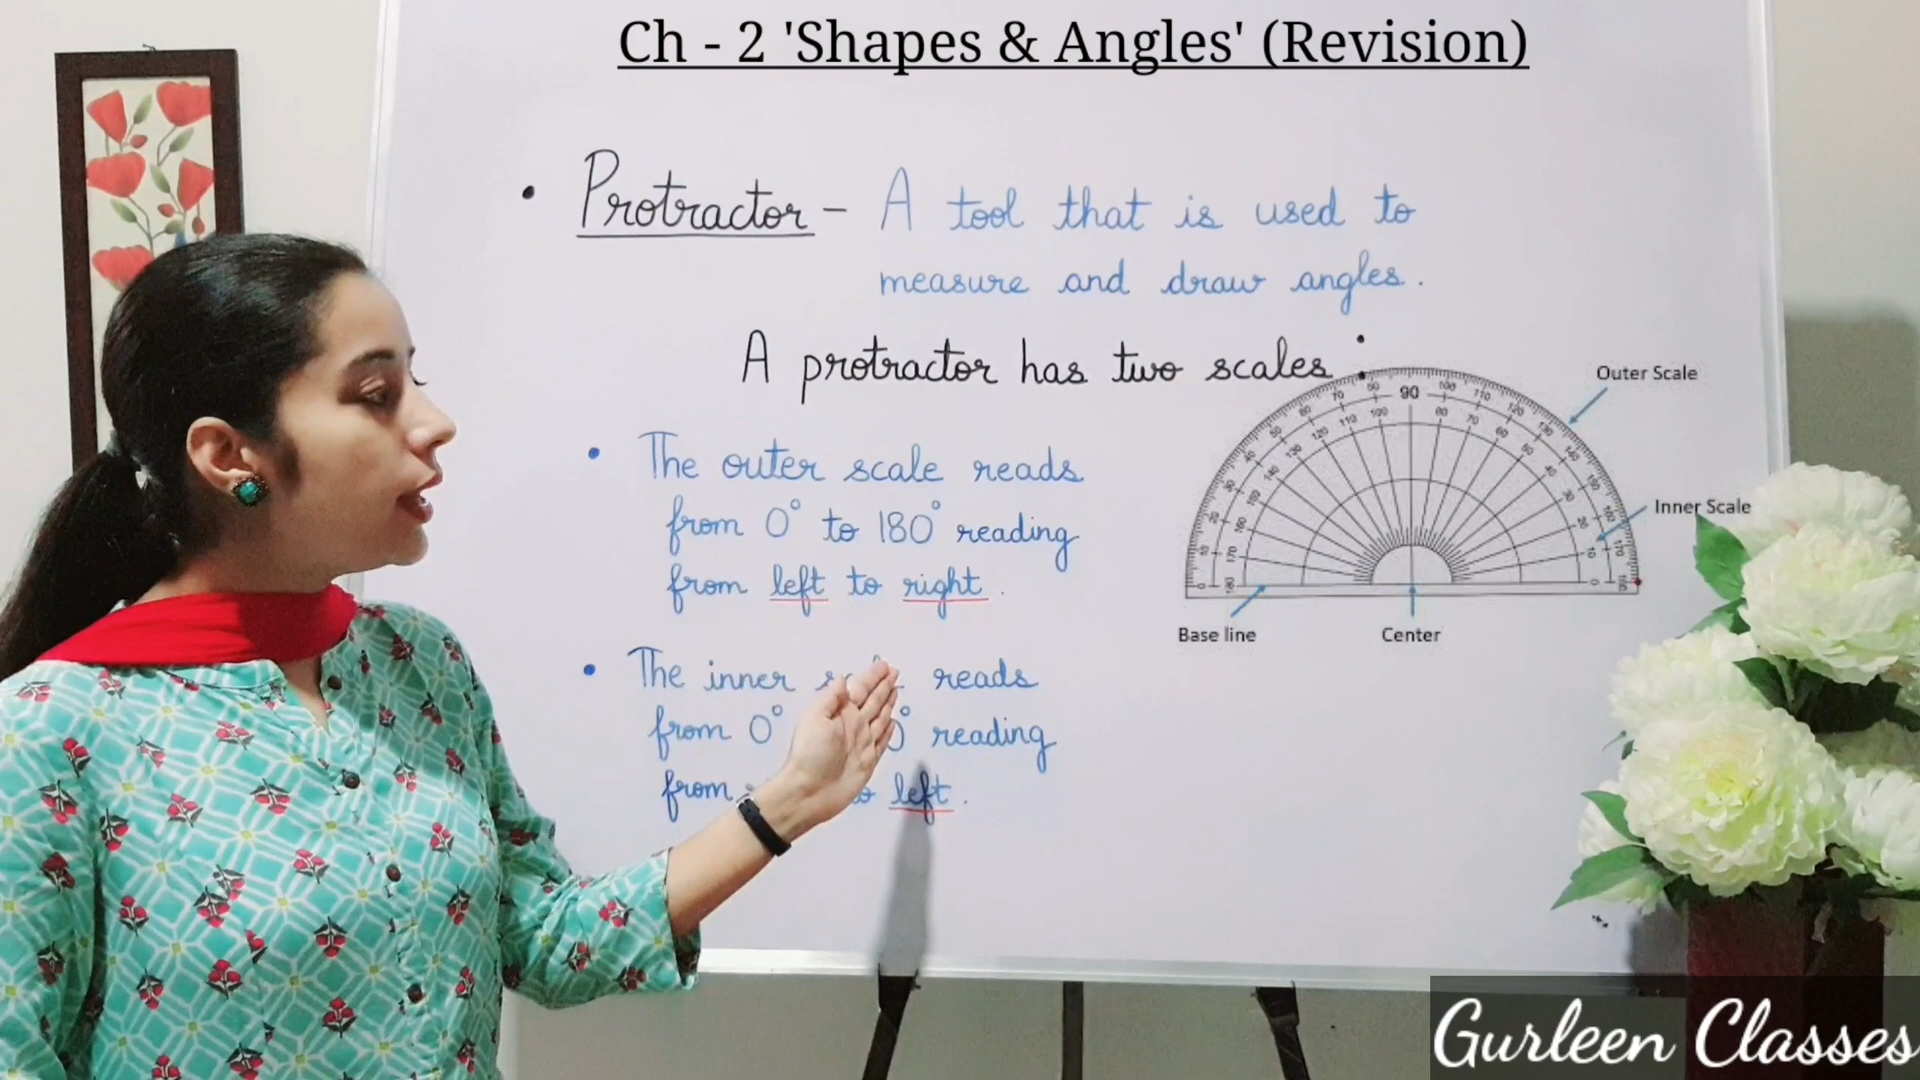 Ch - 2 'Shapes & Angles' (Revision)
• Protractor - A tool that is used to
measure and draw angles.
A protractor has two scales:
• The outer scale reads
from 0° to 180° reading
from left to right.
• The inner reads
from 0° reading
from left.
Outer Scale
90
Inner Scale
Base line
Center
Gurleen Classes